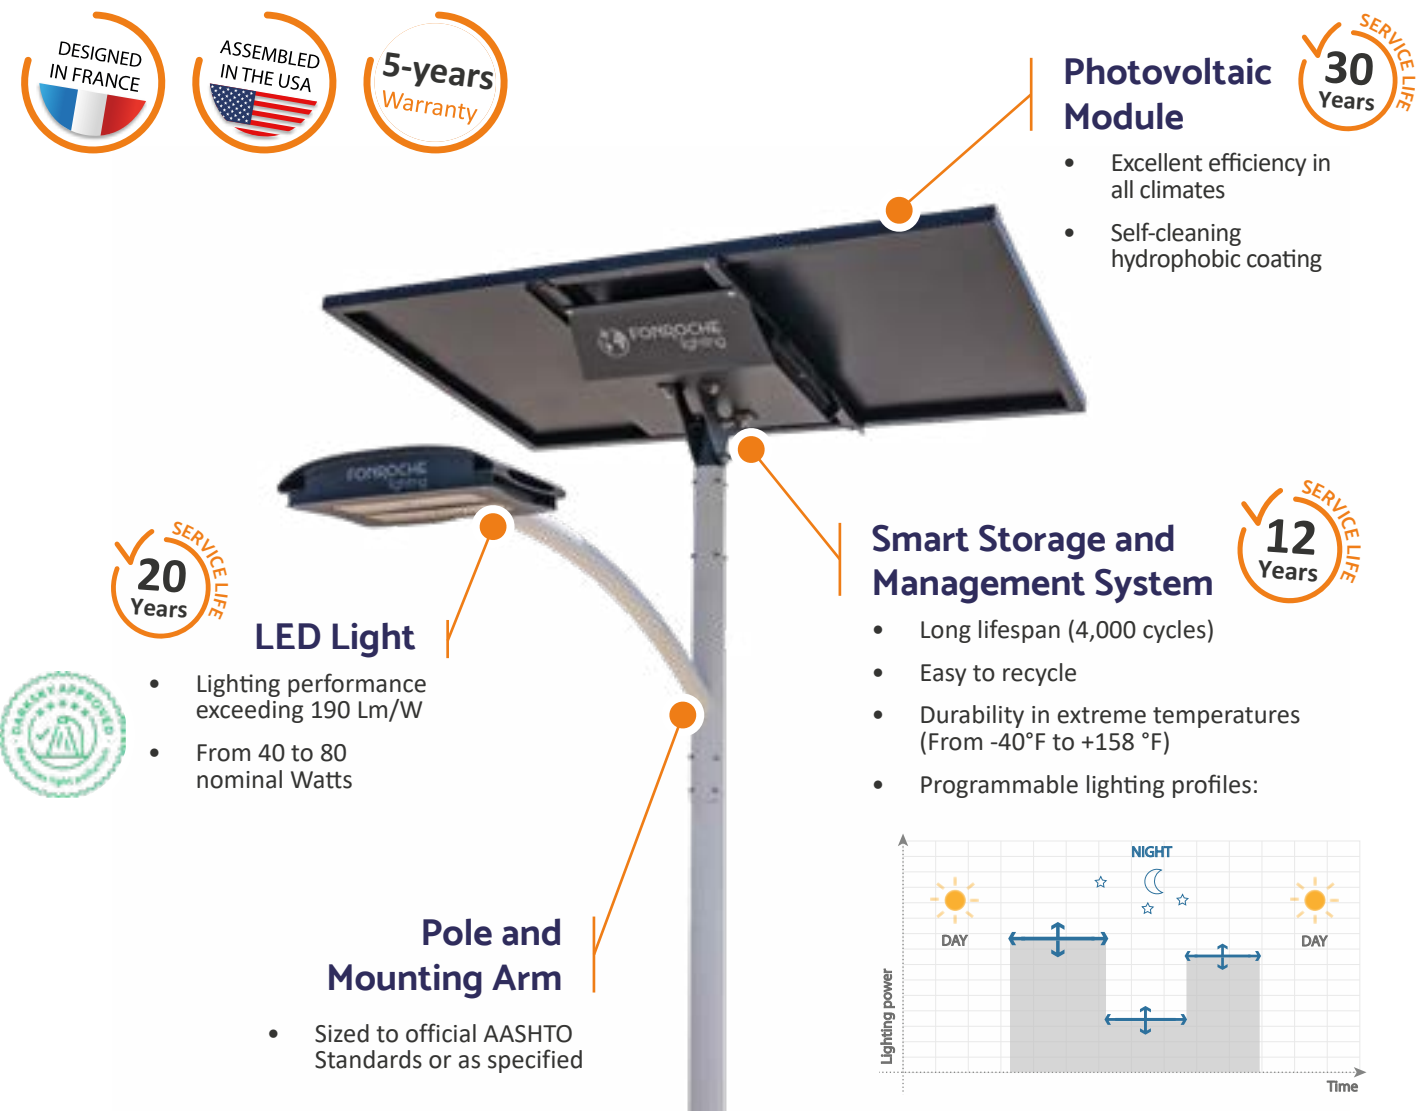 DESIGNED
IN FRANCE
ASSEMBLED
IN THE USA
5-years
Warranty
Photovoltaic
Module
30
Years
SERVICE LIFE
• Excellent efficiency in
all climates
• Self-cleaning
hydrophobic coating
FONROCHE
lighting
FONROCHE
lighting
20
Years
SERVICE LIFE
LED Light
• Lighting performance
exceeding 190 Lm/W
• From 40 to 80
nominal Watts
DARKSKY APPROVED
Smart Storage and
Management System
12
Years
SERVICE LIFE
• Long lifespan (4,000 cycles)
• Easy to recycle
• Durability in extreme temperatures
(From -40°F to +158 °F)
• Programmable lighting profiles:
Pole and
Mounting Arm
• Sized to official AASHTO
Standards or as specified
NIGHT
DAY
DAY
Lighting power
Time